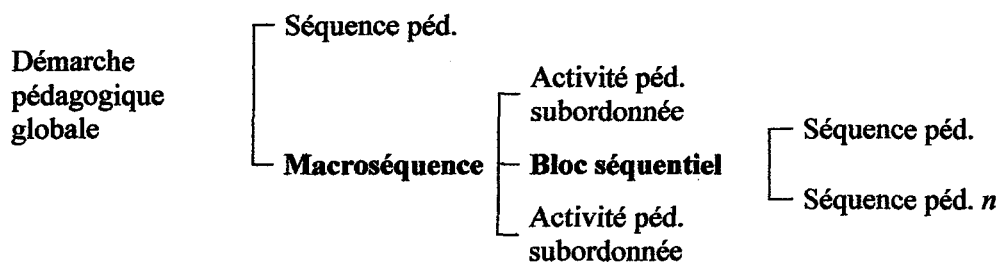 Démarche
pédagogique
globale
Séquence péd.
Macroséquence
Activité péd.
subordonnée
Bloc séquentiel
Activité péd.
subordonnée
Séquence péd.
Séquence péd. n